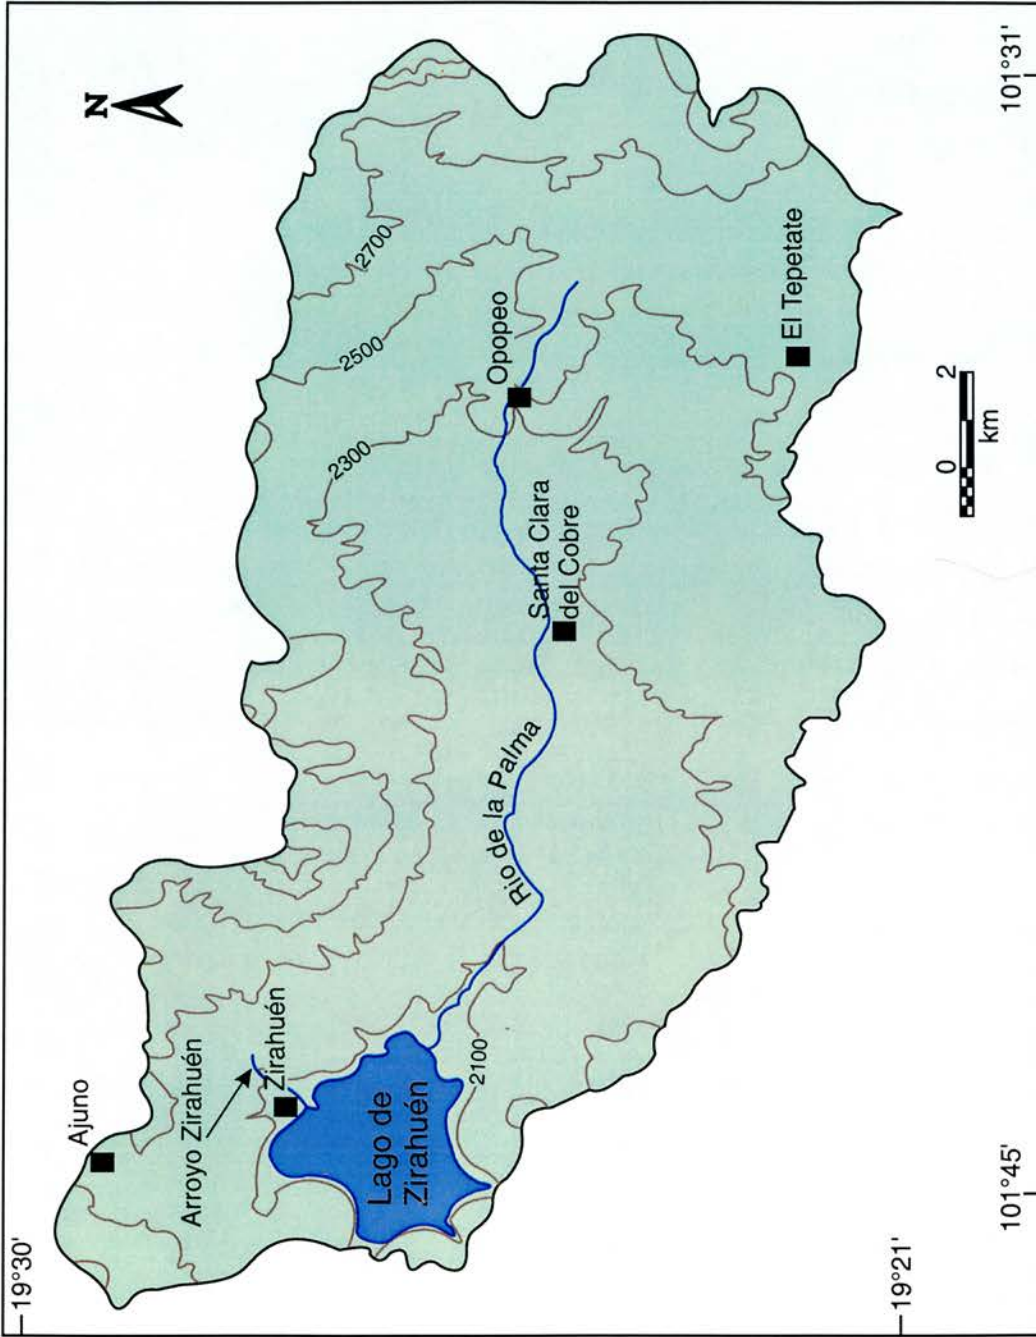 19°30'
N
Ajuno
Arroyo Zirahuén
Zirahuén
2700
2500
2300
Opopeo
Santa Clara
del Cobre
Rio de la Palma
Lago de
Zirahuén
2100
El Tepetate
0 2
km
19°21'
101°45'
101°31'